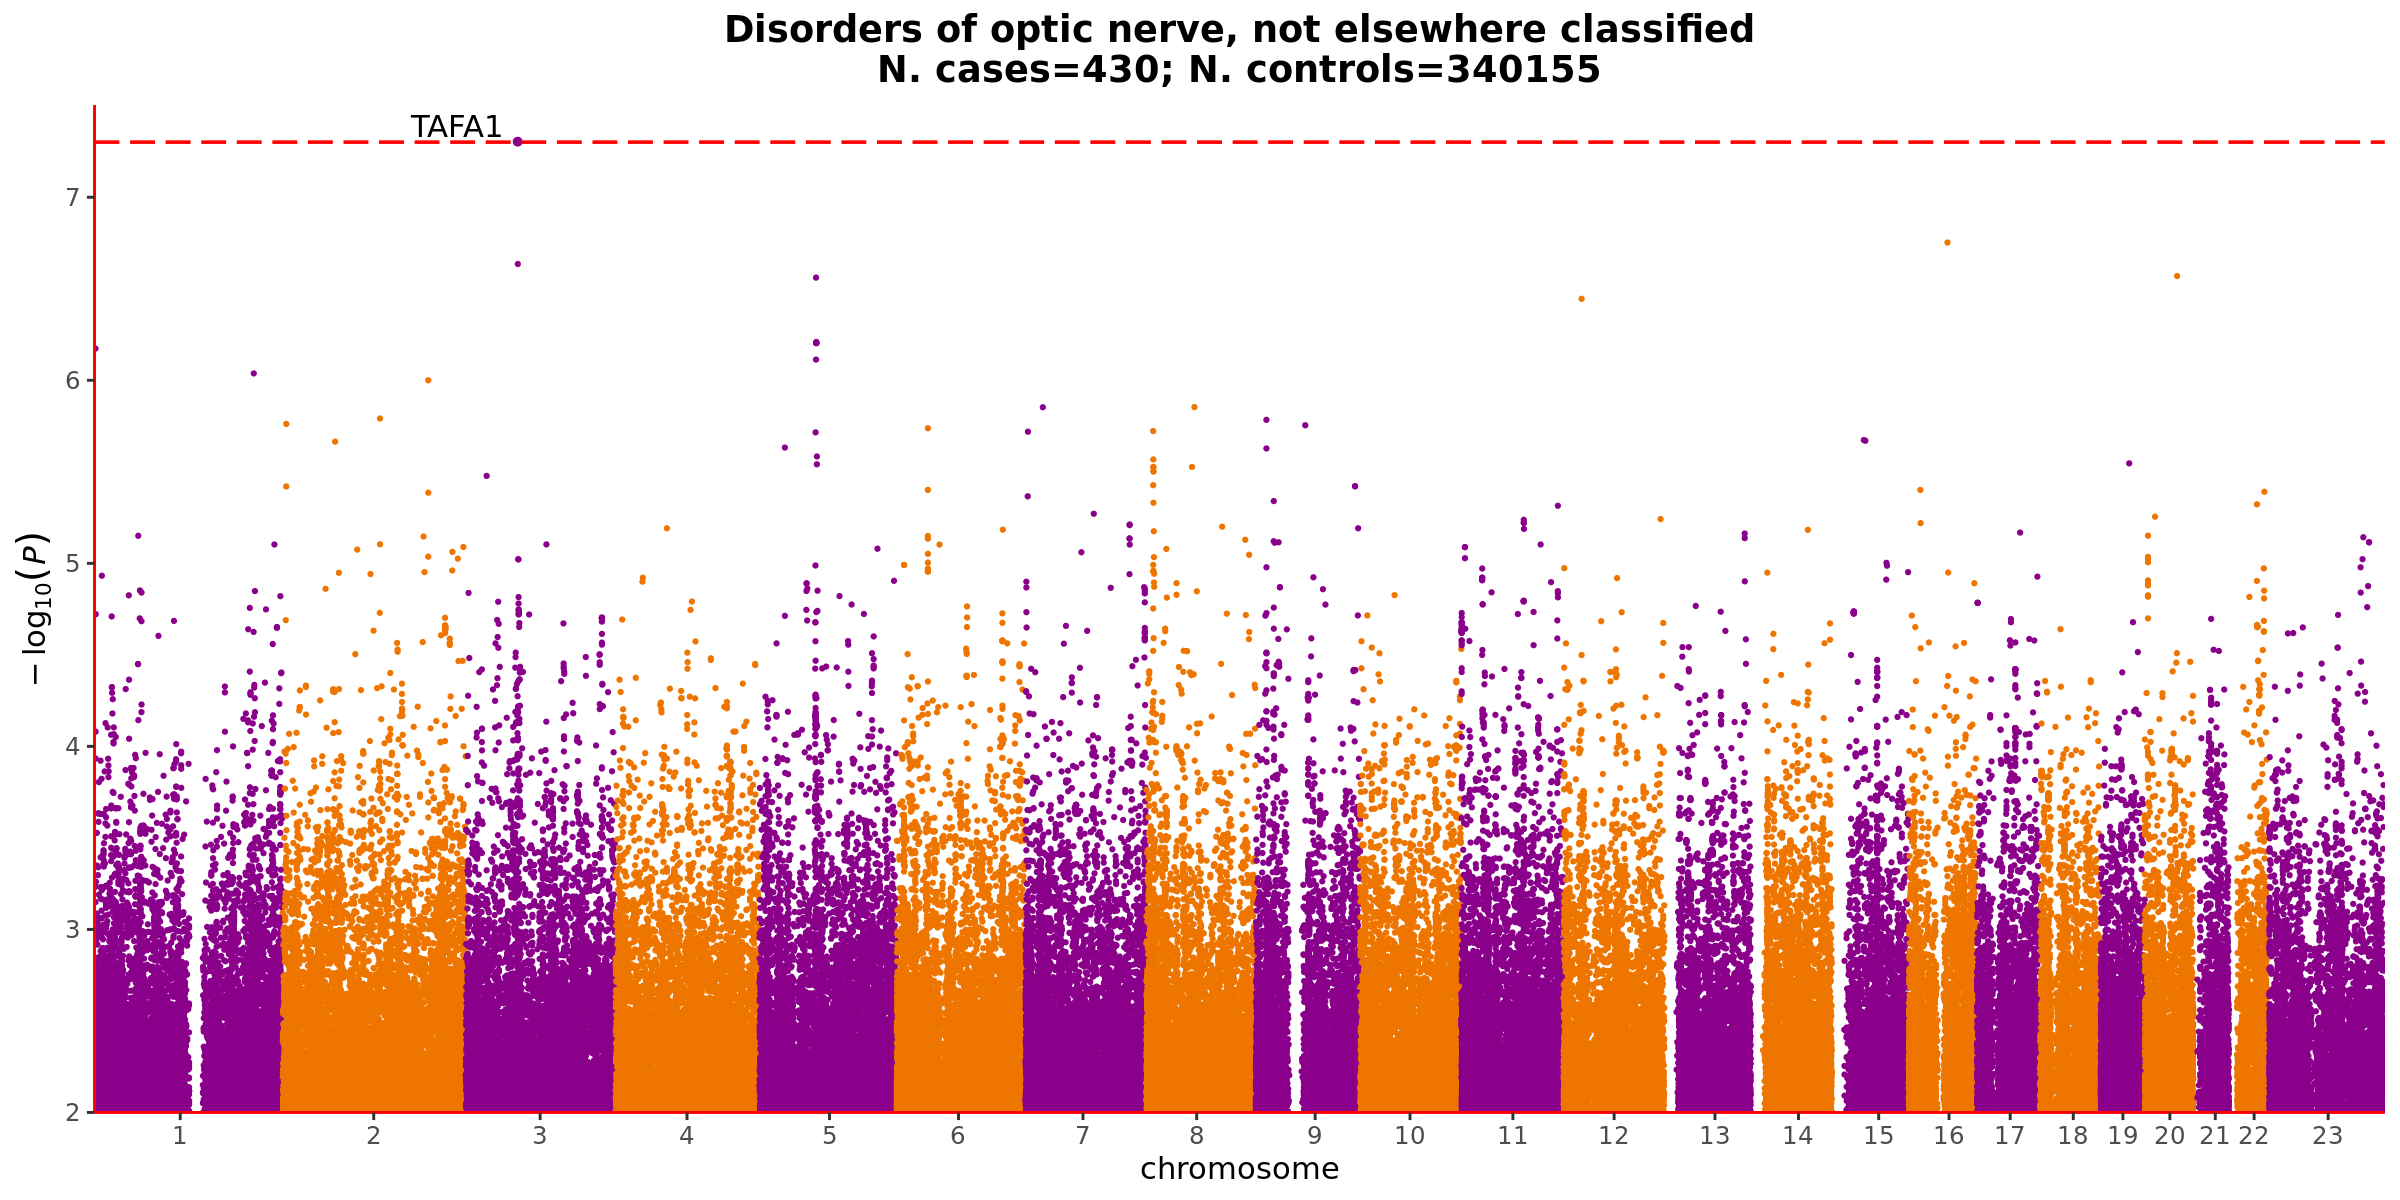 Disorders of optic nerve, not elsewhere classified
N. cases=430; N. controls=340155
TAFA1
7
6
5
4
3
2
−log10(P)
1 2 3 4 5 6 7 8 9 10 11 12 13 14 15 16 17 18 19 20 21 22 23
chromosome